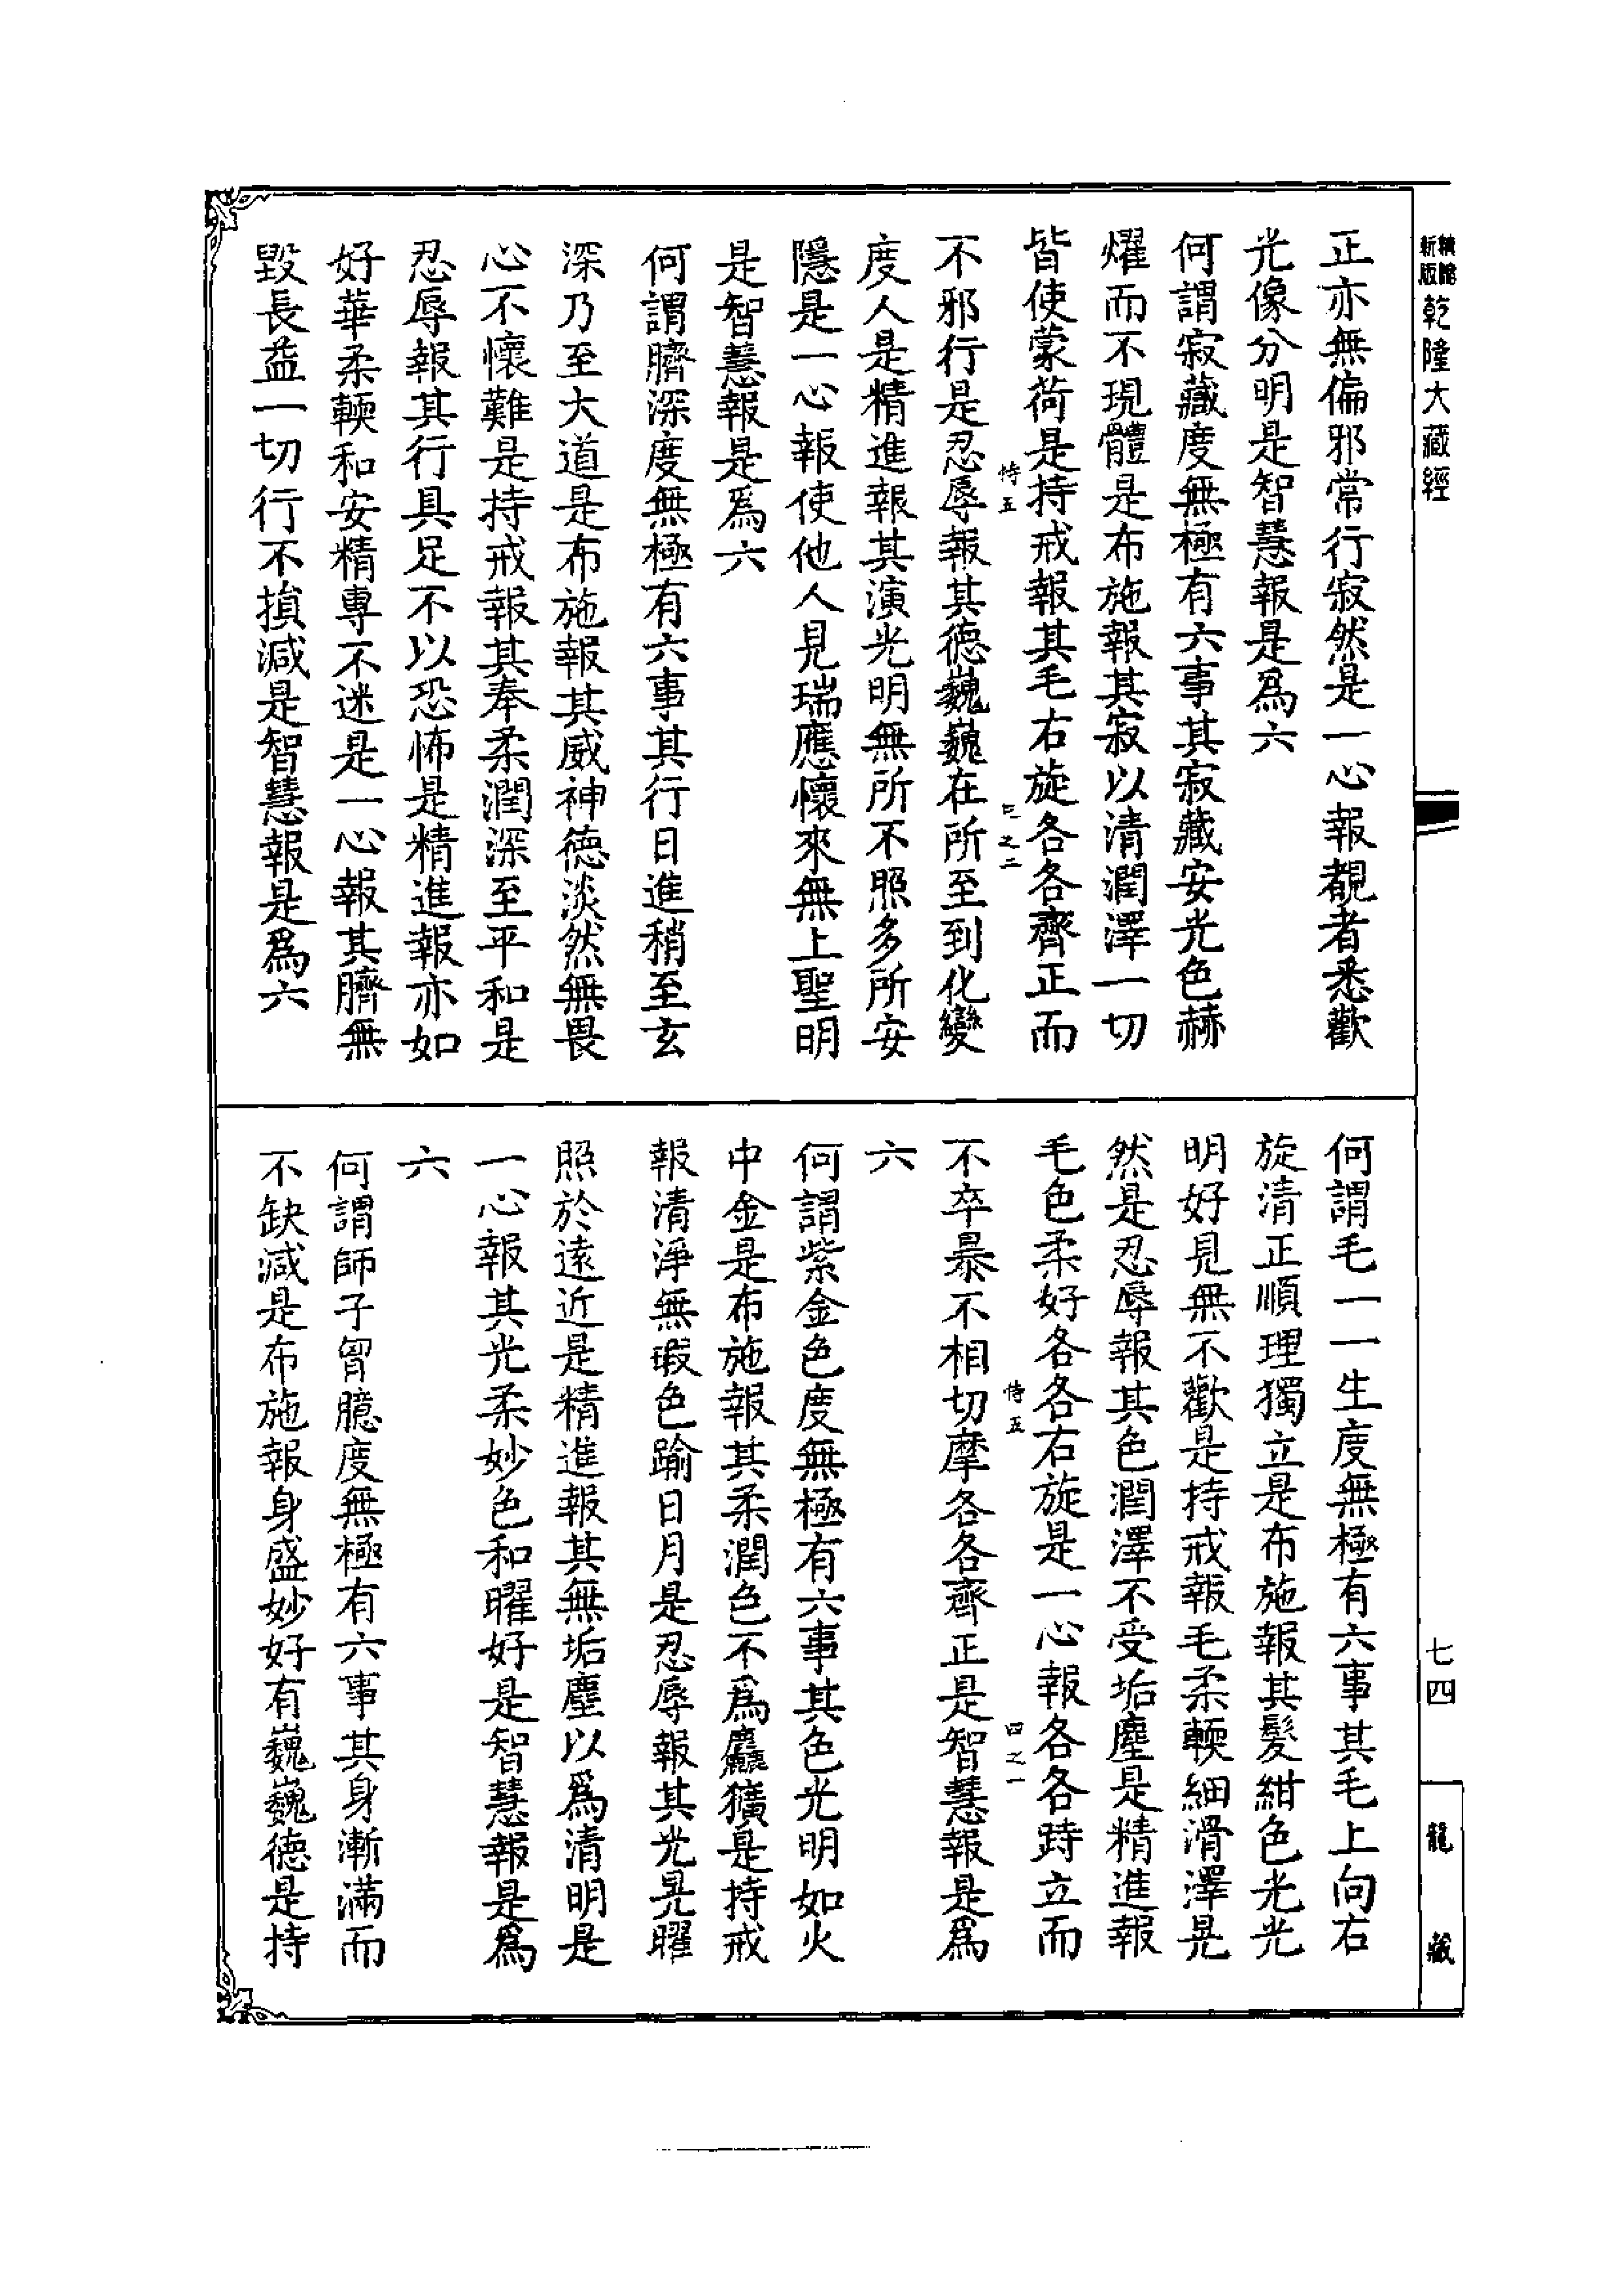 新版
乾隆大藏經
七四
龍藏
正亦無偏邪常行寂然是一心報覩者悉歡
光像分明是智慧報是爲六
何謂寂藏度無極有六事其寂藏安光色赫
燿而不現體是布施報其寂以清潤澤一切
皆使蒙荷是持戒報其毛右旋各各齊正而
恃五
三之二
不邪行是忍辱報其德巍巍在所至到化變
度人是精進報其演光明無所不照多所安
隱是一心報使他人見瑞應懷來無上聖明
是智慧報是爲六
何謂臍深度無極有六事其行日進稍至玄
深乃至大道是布施報其威神德淡然無畏
心不懷難是持戒報其奉柔潤深至平和是
忍辱報其行具足不以恐怖是精進報亦如
好華柔輭和安精專不迷是一心報其臍無
毀長益一切行不損減是智慧報是爲六
何謂毛一一生度無極有六事其毛上向右
旋清正順理獨立是布施報其髮紺色光光
明好見無不歡是持戒報毛柔輭細滑澤晃
然是忍辱報其色潤澤不受垢塵是精進報
毛色柔好各各右旋是一心報各各跱立而
恃五
四之一
不卒暴不相切摩各各齊正是智慧報是爲
六
何謂紫金色度無極有六事其色光明如火
中金是布施報其柔潤色不爲麤獷是持戒
報清淨無瑕色踰日月是忍辱報其光晃曜
照於遠近是精進報其無垢塵以爲清明是
一心報其光柔妙色和曜好是智慧報是爲
六
何謂師子胷臆度無極有六事其身漸滿而
不缺減是布施報身盛妙好有巍巍德是持